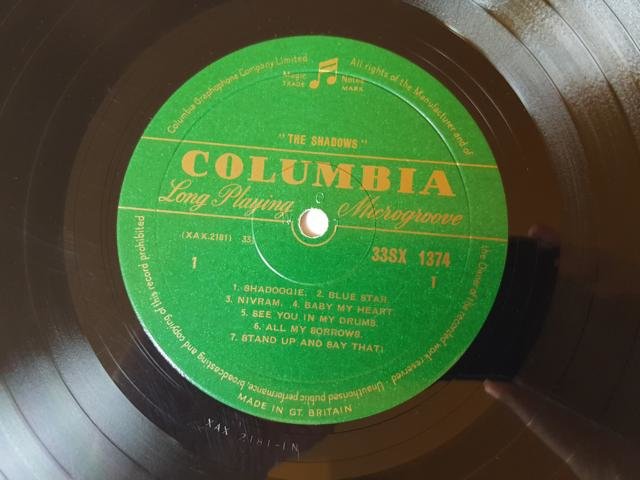 Columbia Graphophone Company Limited
All rights of the Manufacturer and of
the Owner of the recorded work reserved
Unauthorised public performance, broadcasting and copying of this record prohibited
Magic Notes
TRADE MARK
"THE SHADOWS"
COLUMBIA
Long Playing Microgroove
(XAX.2181) 33
33SX 1374
1 1
1. SHADOOGIE. 2. BLUE STAR.
3. NIVRAM. 4. BABY MY HEART.
5. SEE YOU IN MY DRUMS.
6. ALL MY SORROWS.
7. STAND UP AND SAY THAT!
MADE IN GT. BRITAIN
XAX 2181-1N